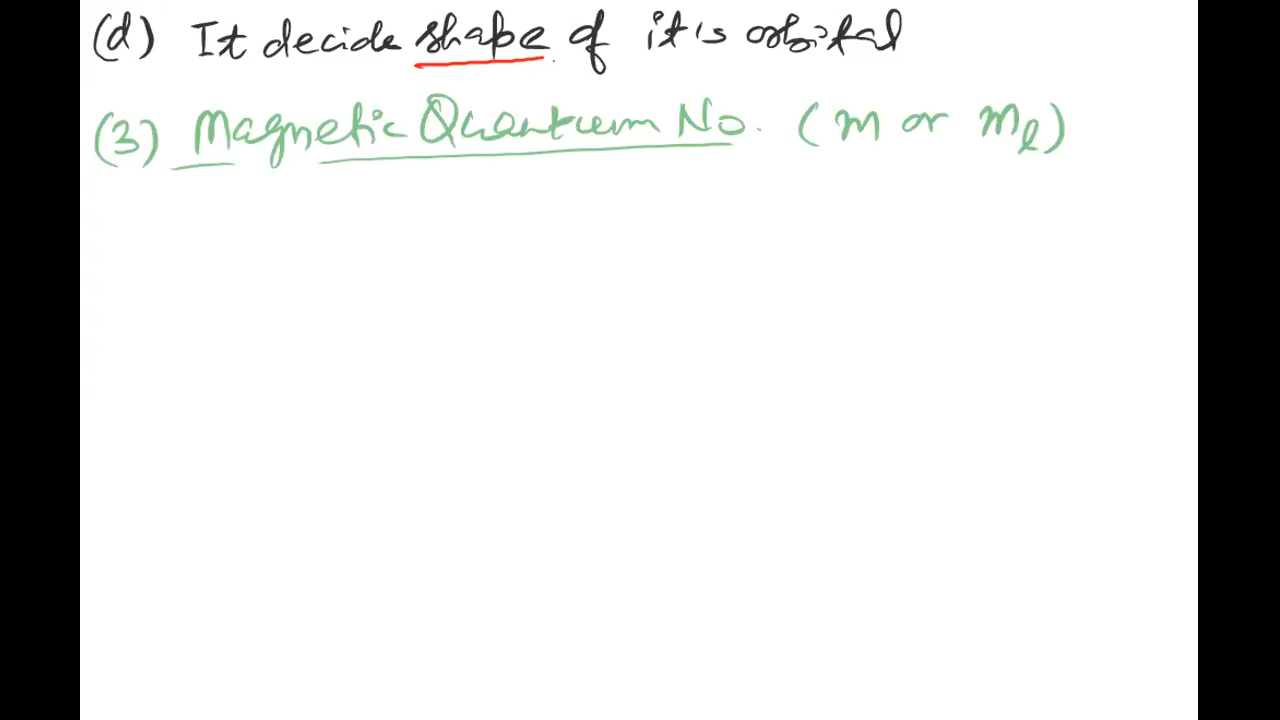 (d) It decide shape of it's orbital
(3) Magnetic Quantum No. (m or mₗ)